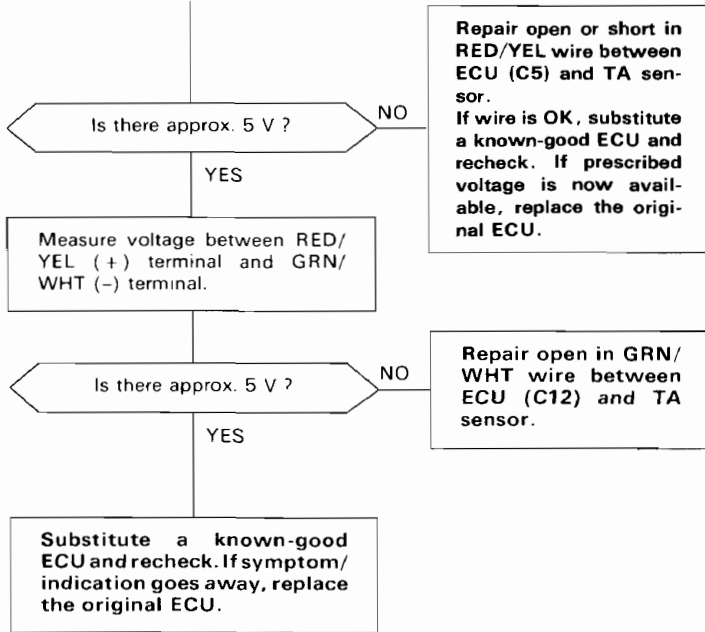 Repair open or short in
RED/YEL wire between
ECU (C5) and TA sen-
sor.
If wire is OK, substitute
a known-good ECU and
recheck. If prescribed
voltage is now avail-
able, replace the origi-
nal ECU.
Is there approx. 5 V ?
NO
YES
Measure voltage between RED/
YEL (+) terminal and GRN/
WHT (–) terminal.
Is there approx. 5 V ?
NO
Repair open in GRN/
WHT wire between
ECU (C12) and TA
sensor.
YES
Substitute a known-good
ECU and recheck. If symptom/
indication goes away, replace
the original ECU.